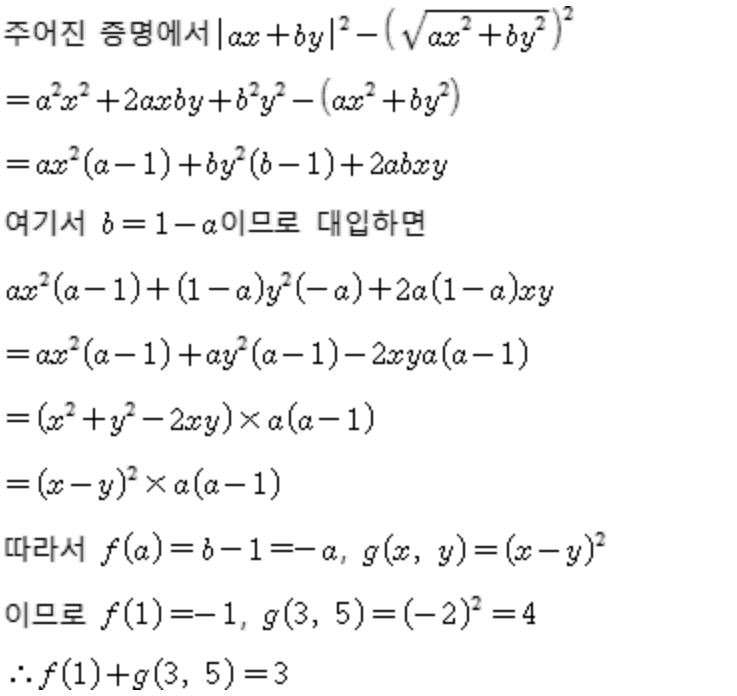 주어진 증명에서 |ax+by|²-(√(ax²+by²))²
=a²x²+2axby+b²y²-(ax²+by²)
=ax²(a-1)+by²(b-1)+2abxy
여기서 b=1-a이므로 대입하면
ax²(a-1)+(1-a)y²(-a)+2a(1-a)xy
=ax²(a-1)+ay²(a-1)-2xya(a-1)
=(x²+y²-2xy)×a(a-1)
=(x-y)²×a(a-1)
따라서 f(a)=b-1=-a, g(x, y)=(x-y)²
이므로 f(1)=-1, g(3, 5)=(-2)²=4
∴f(1)+g(3, 5)=3